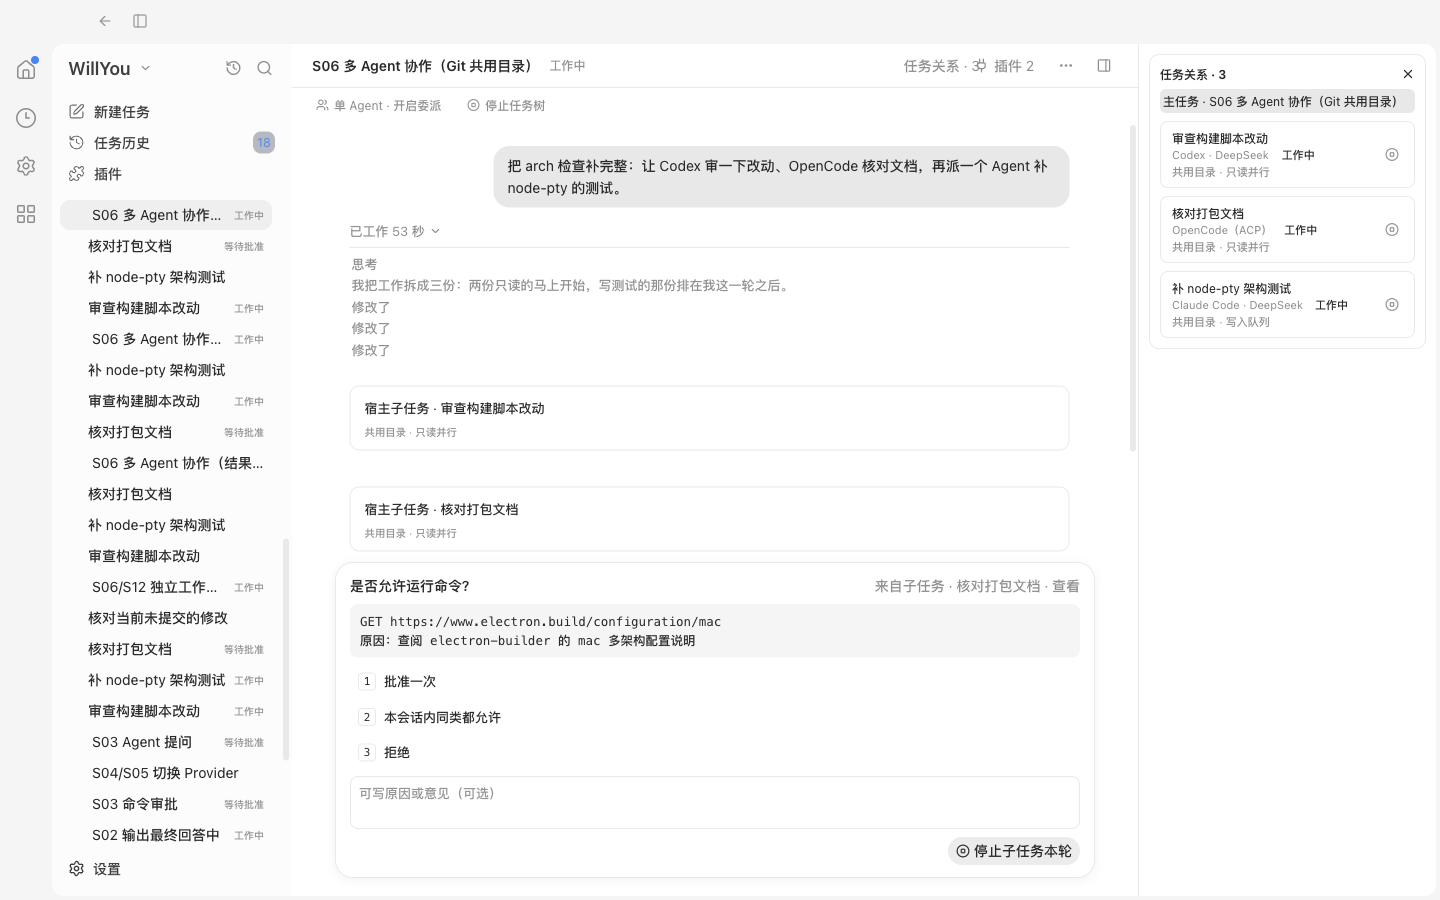 WillYou
新建任务
任务历史
18
插件
S06 多 Agent 协作... 工作中
核对打包文档 等待批准
补 node-pty 架构测试
审查构建脚本改动 工作中
S06 多 Agent 协作... 工作中
补 node-pty 架构测试
审查构建脚本改动 工作中
核对打包文档 等待批准
S06 多 Agent 协作（结果...
核对打包文档
补 node-pty 架构测试
审查构建脚本改动
S06/S12 独立工作... 工作中
核对当前未提交的修改
核对打包文档 等待批准
补 node-pty 架构测试 工作中
审查构建脚本改动 工作中
S03 Agent 提问 等待批准
S04/S05 切换 Provider
S03 命令审批 等待批准
S02 输出最终回答中 工作中
设置
S06 多 Agent 协作（Git 共用目录） 工作中
任务关系 · 3 插件 2
单 Agent · 开启委派 停止任务树
把 arch 检查补完整：让 Codex 审一下改动、OpenCode 核对文档，再派一个 Agent 补
node-pty 的测试。
已工作 53 秒
思考
我把工作拆成三份：两份只读的马上开始，写测试的那份排在我这一轮之后。
修改了
修改了
修改了
宿主子任务 · 审查构建脚本改动
共用目录 · 只读并行
宿主子任务 · 核对打包文档
共用目录 · 只读并行
是否允许运行命令? 来自子任务 · 核对打包文档 · 查看
GET https://www.electron.build/configuration/mac
原因：查阅 electron-builder 的 mac 多架构配置说明
1 批准一次
2 本会话内同类都允许
3 拒绝
可写原因或意见（可选）
停止子任务本轮
任务关系 · 3
主任务 · S06 多 Agent 协作（Git 共用目录）
审查构建脚本改动
Codex · DeepSeek 工作中
共用目录 · 只读并行
核对打包文档
OpenCode（ACP） 工作中
共用目录 · 只读并行
补 node-pty 架构测试
Claude Code · DeepSeek 工作中
共用目录 · 写入队列